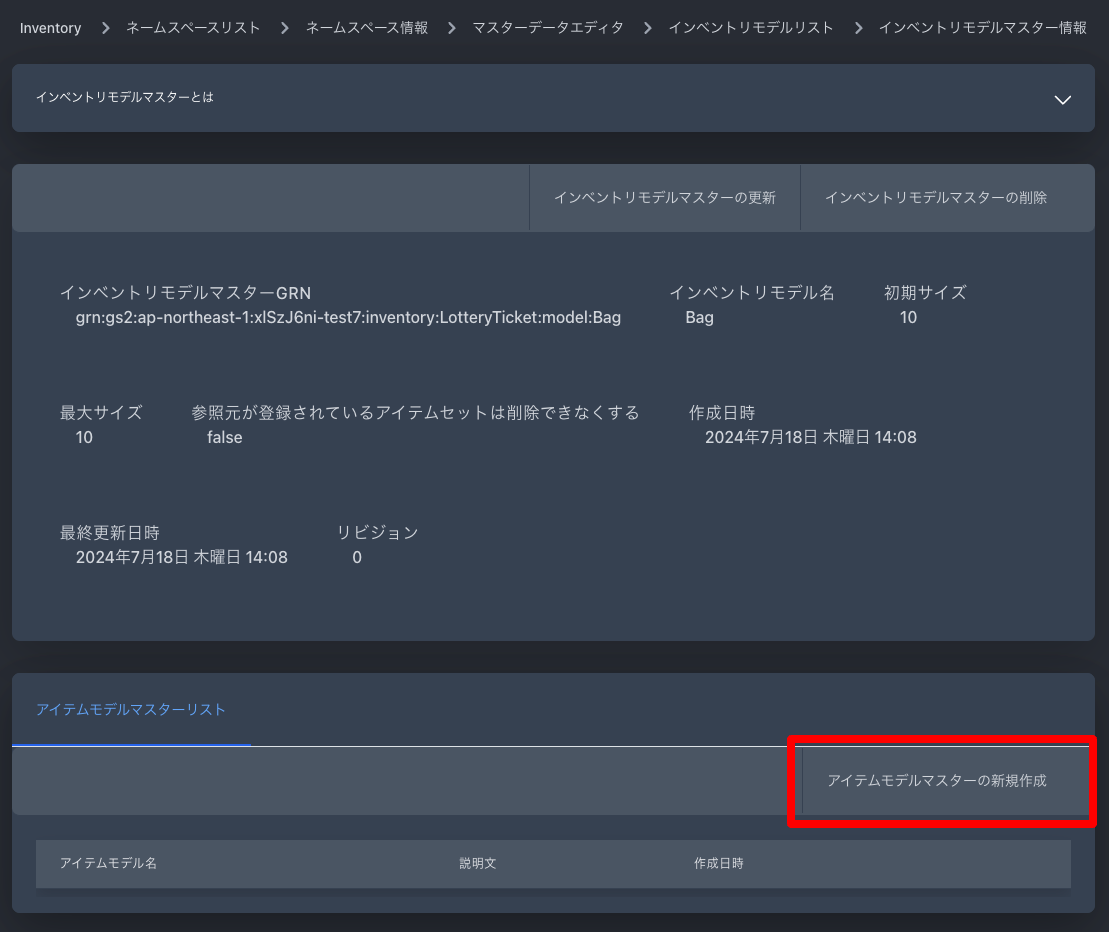 Inventory > ネームスペースリスト > ネームスペース情報 > マスターデータエディタ > インベントリモデルリスト > インベントリモデルマスター情報
インベントリモデルマスターとは
インベントリモデルマスターの更新 インベントリモデルマスターの削除
インベントリモデルマスターGRN インベントリモデル名 初期サイズ
grn:gs2:ap-northeast-1:xlSzJ6ni-test7:inventory:LotteryTicket:model:Bag Bag 10
最大サイズ 参照元が登録されているアイテムセットは削除できなくする 作成日時
10 false 2024年7月18日 木曜日 14:08
最終更新日時 リビジョン
2024年7月18日 木曜日 14:08 0
アイテムモデルマスターリスト
アイテムモデルマスターの新規作成
アイテムモデル名 説明文 作成日時